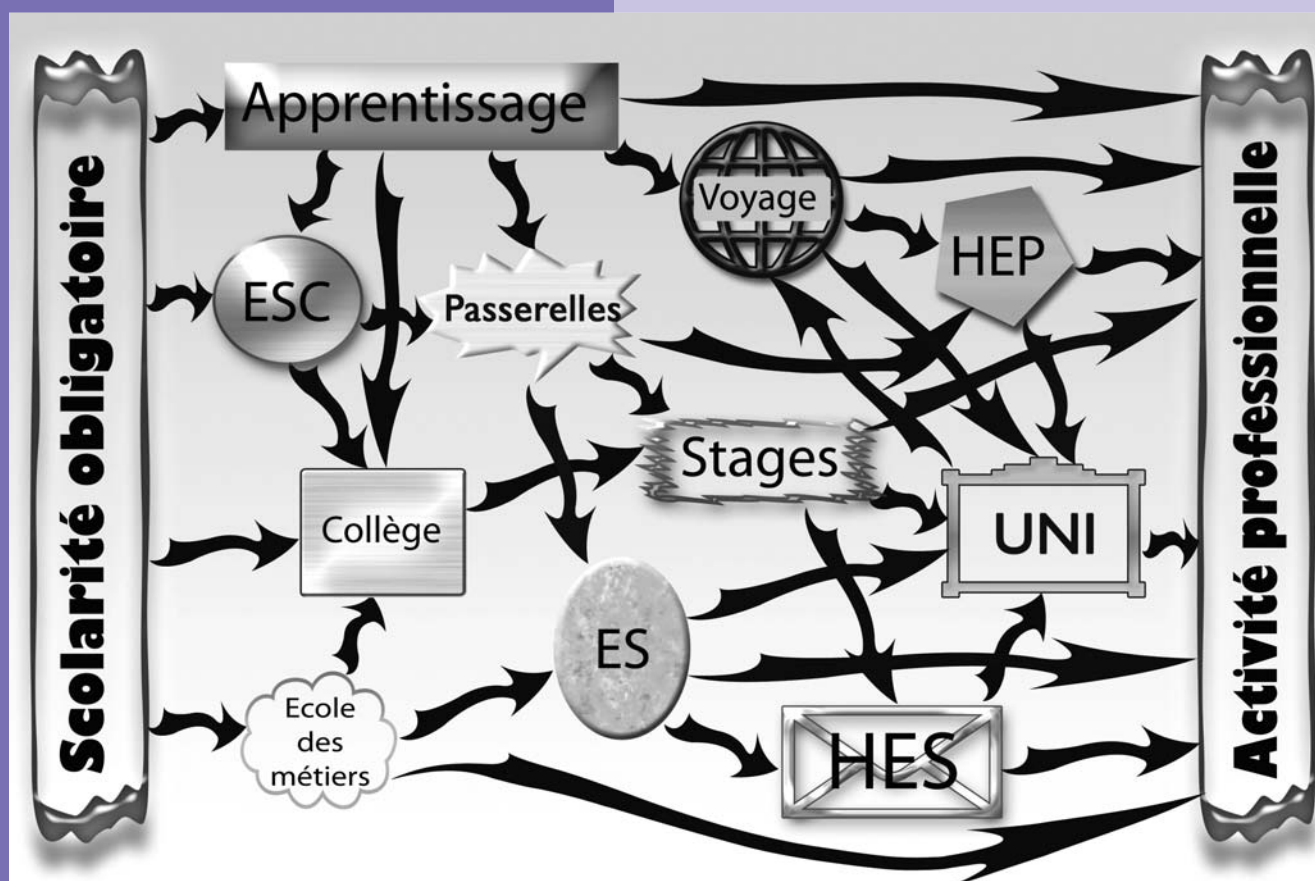 Scolarité obligatoire
Apprentissage
Voyage
HEP
ESC
Passerelles
Stages
Collège
UNI
ES
Ecole
des
métiers
HES
Activité professionnelle